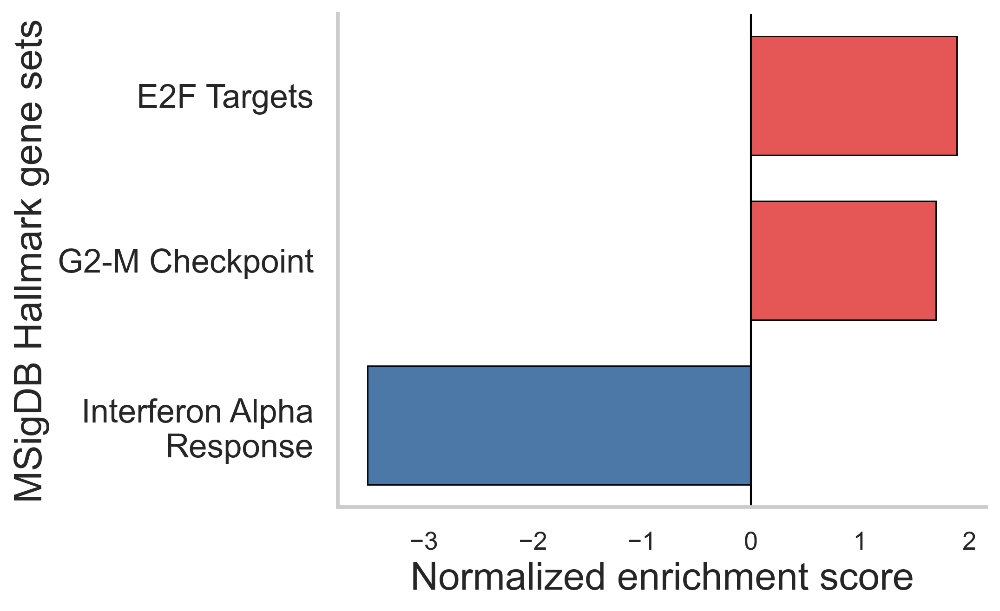 MSigDB Hallmark gene sets
E2F Targets
G2-M Checkpoint
Interferon Alpha
Response
−3 −2 −1 0 1 2
Normalized enrichment score